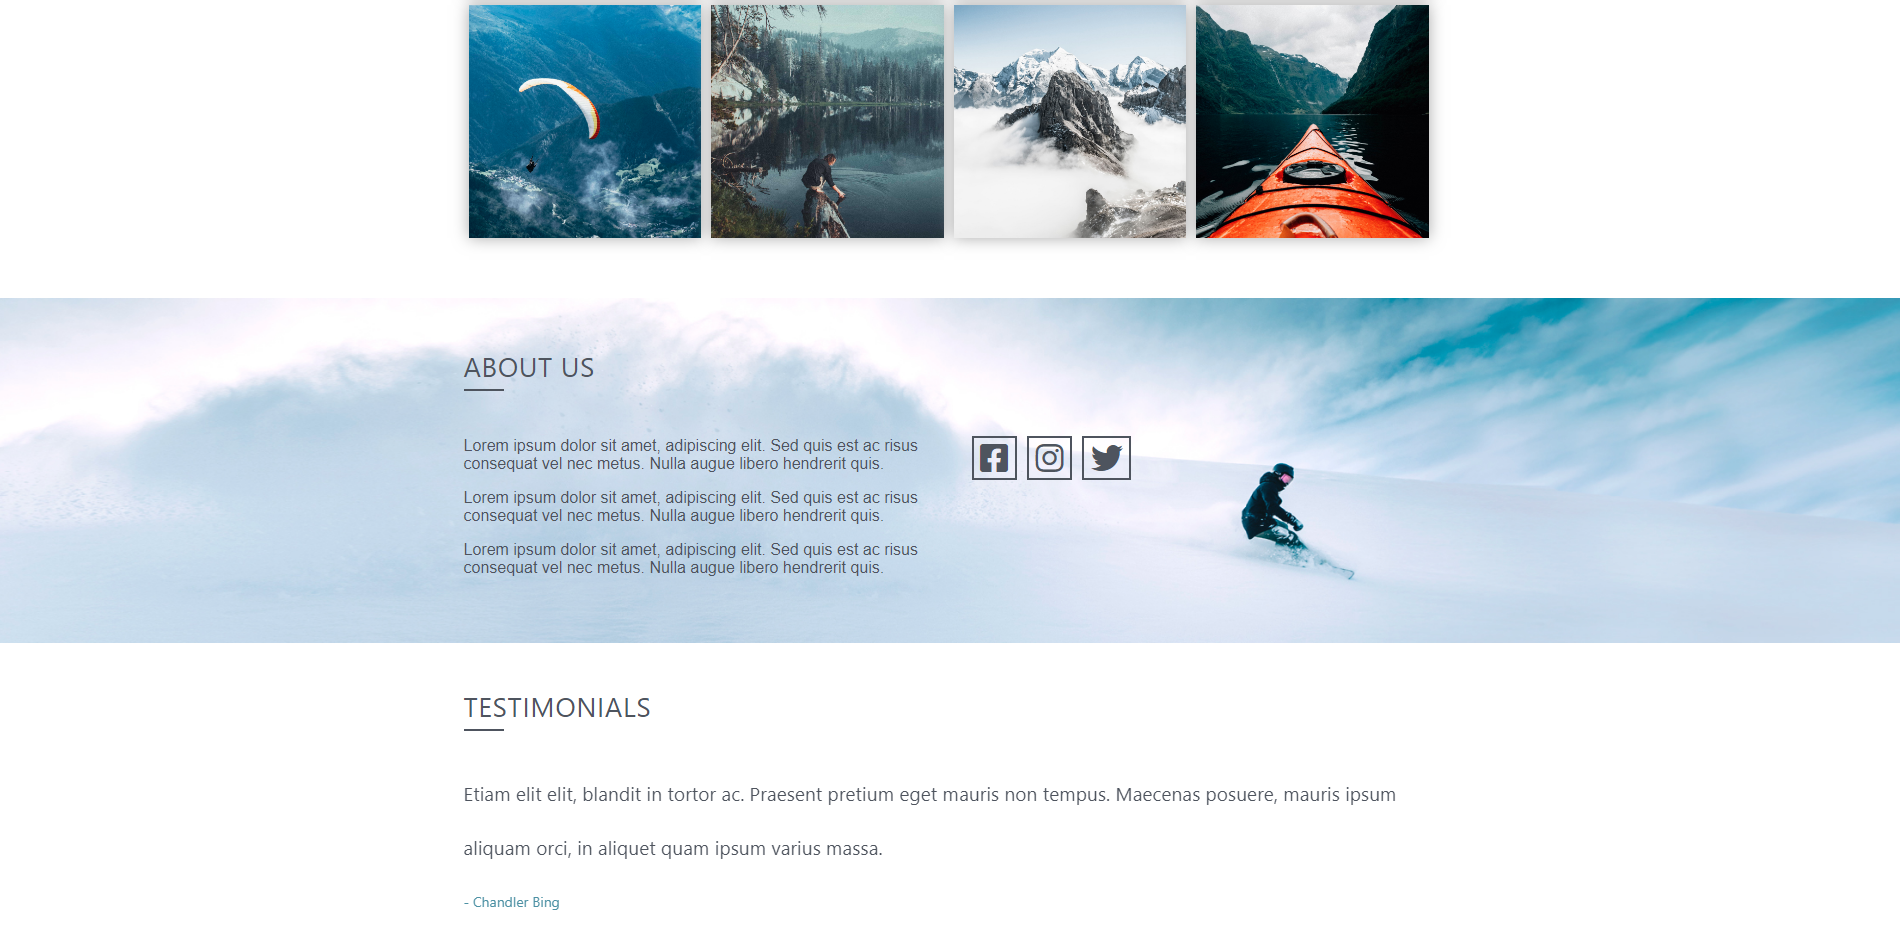 ABOUT US
Lorem ipsum dolor sit amet, adipiscing elit. Sed quis est ac risus
consequat vel nec metus. Nulla augue libero hendrerit quis.
Lorem ipsum dolor sit amet, adipiscing elit. Sed quis est ac risus
consequat vel nec metus. Nulla augue libero hendrerit quis.
Lorem ipsum dolor sit amet, adipiscing elit. Sed quis est ac risus
consequat vel nec metus. Nulla augue libero hendrerit quis.
TESTIMONIALS
Etiam elit elit, blandit in tortor ac. Praesent pretium eget mauris non tempus. Maecenas posuere, mauris ipsum
aliquam orci, in aliquet quam ipsum varius massa.
- Chandler Bing